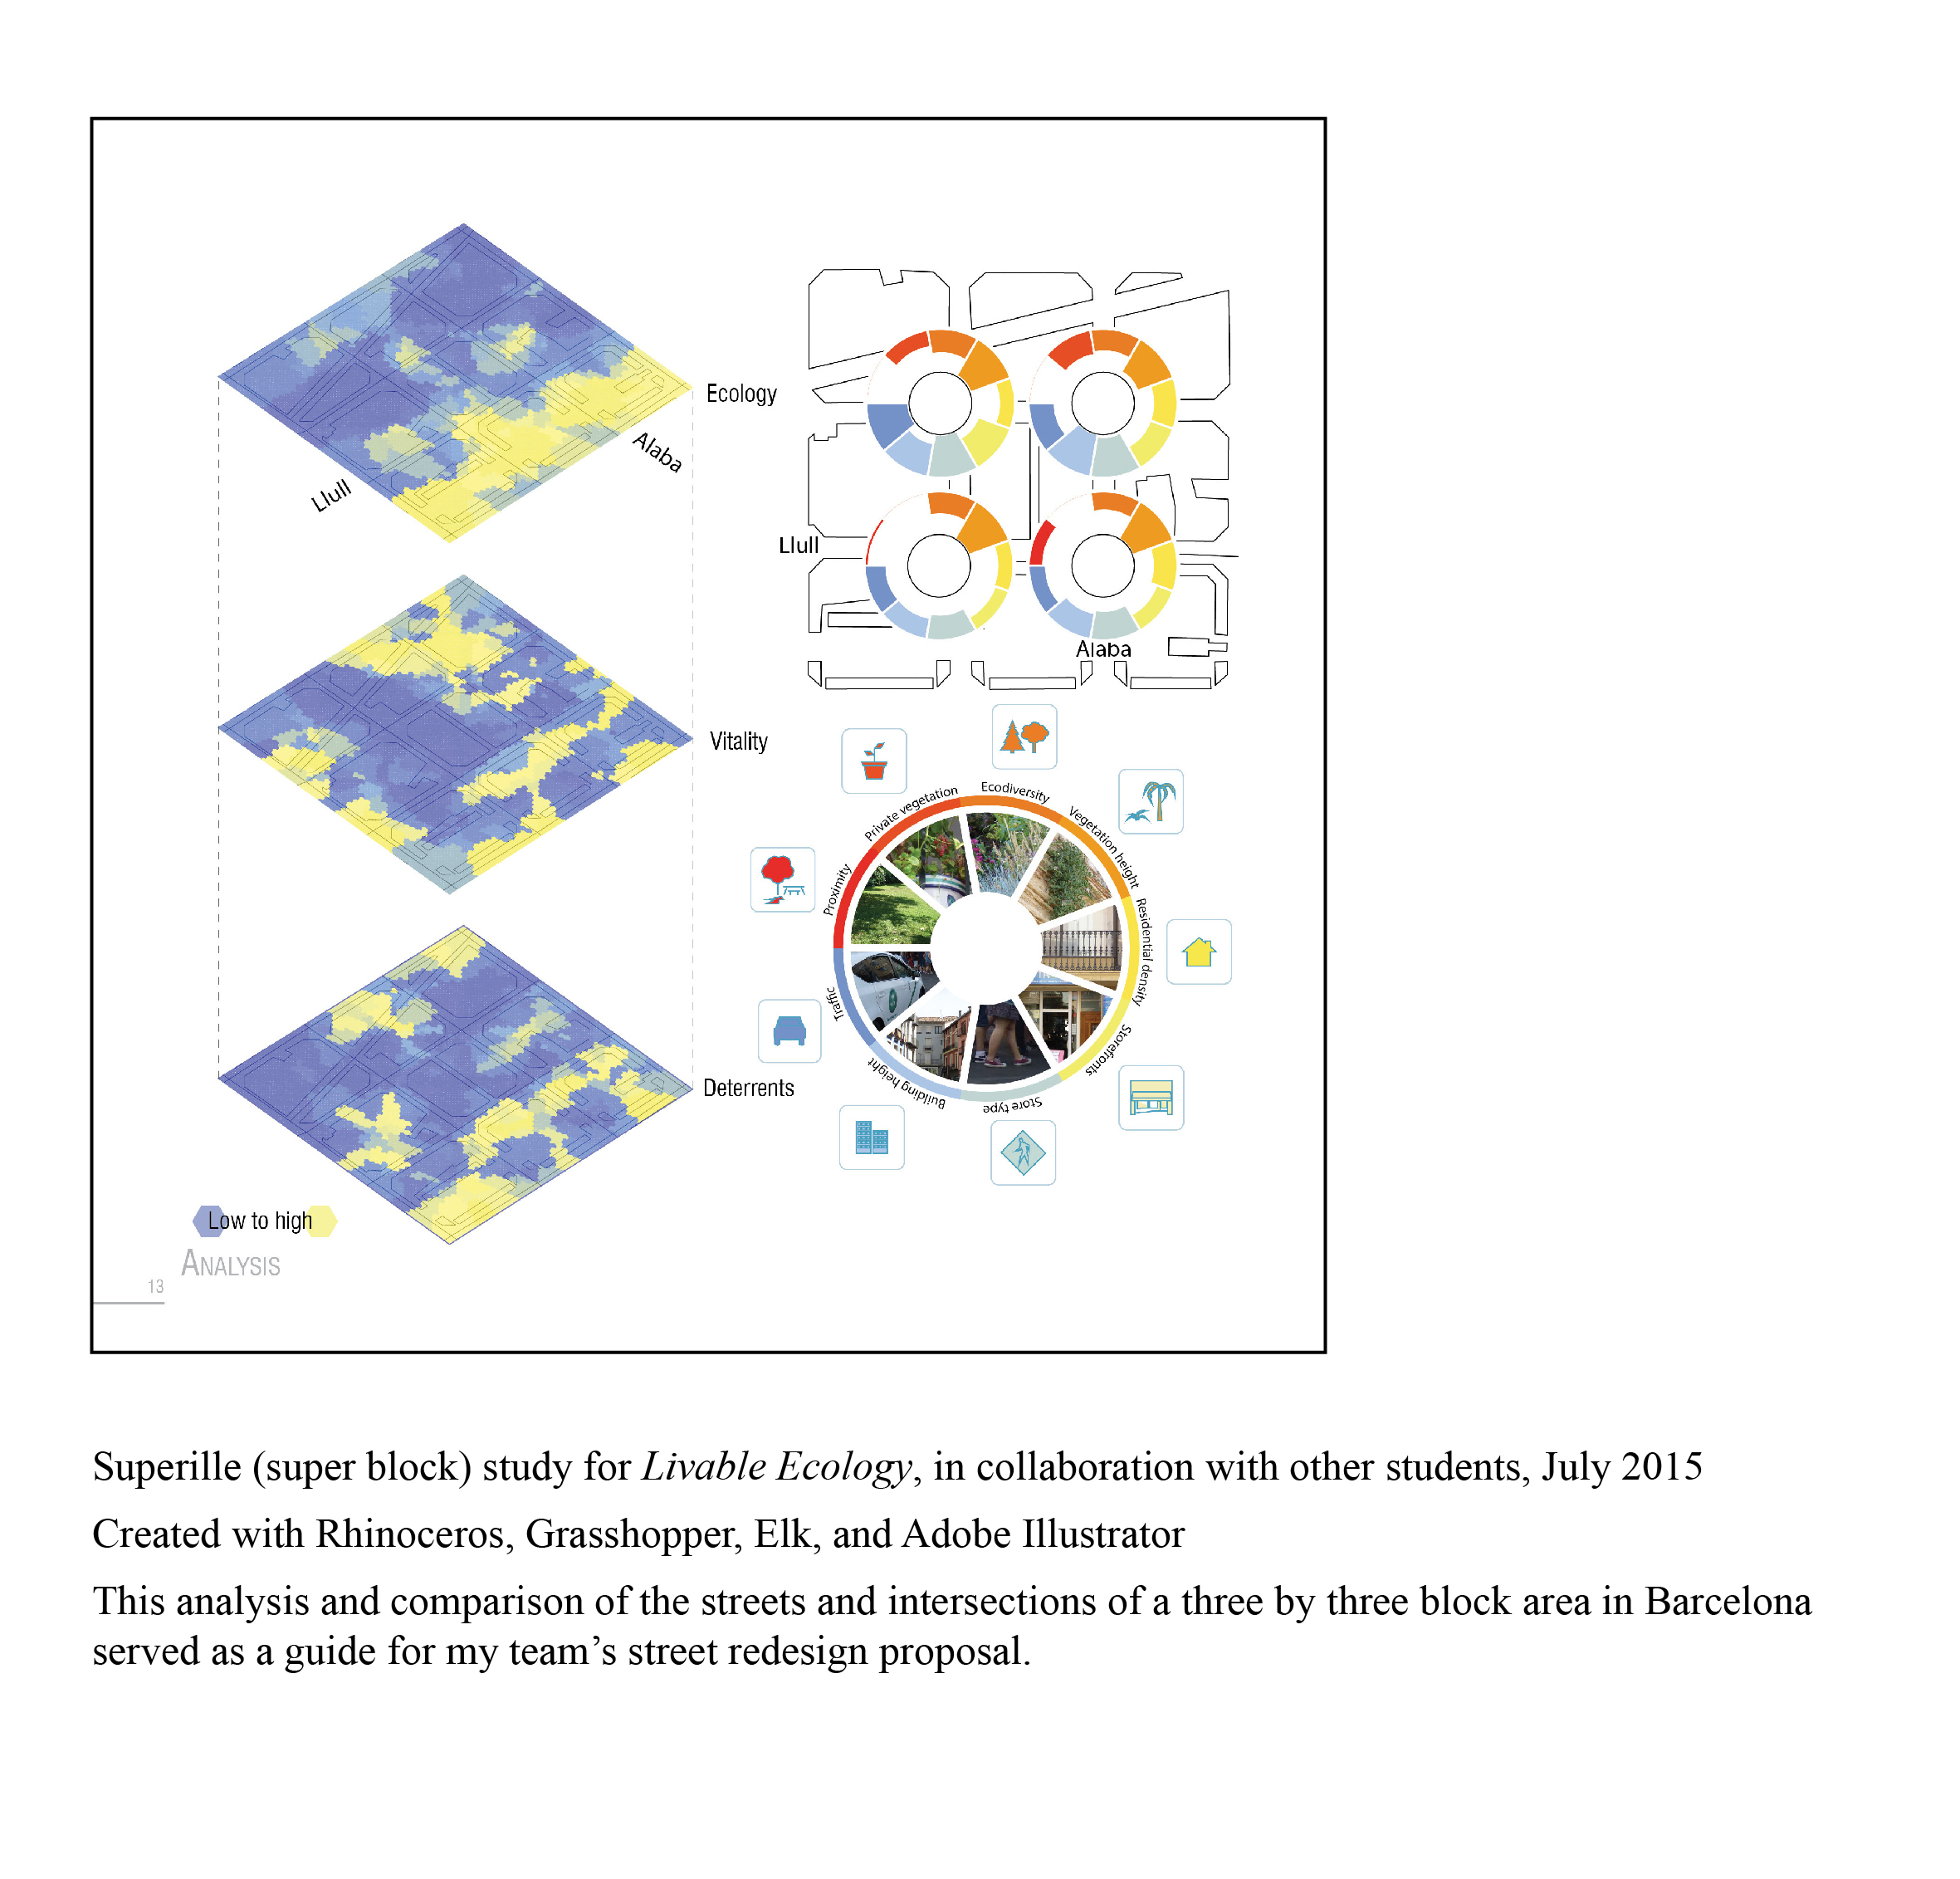 Ecology
Alaba
Llull
Llull
Alaba
Vitality
Deterrents
Private vegetation
Ecodiversity
Vegetation height
Residential density
Storefronts
Store type
Building height
Traffic
Proximity
Low to high
ANALYSIS
13
Superille (super block) study for Livable Ecology, in collaboration with other students, July 2015
Created with Rhinoceros, Grasshopper, Elk, and Adobe Illustrator
This analysis and comparison of the streets and intersections of a three by three block area in Barcelona
served as a guide for my team’s street redesign proposal.